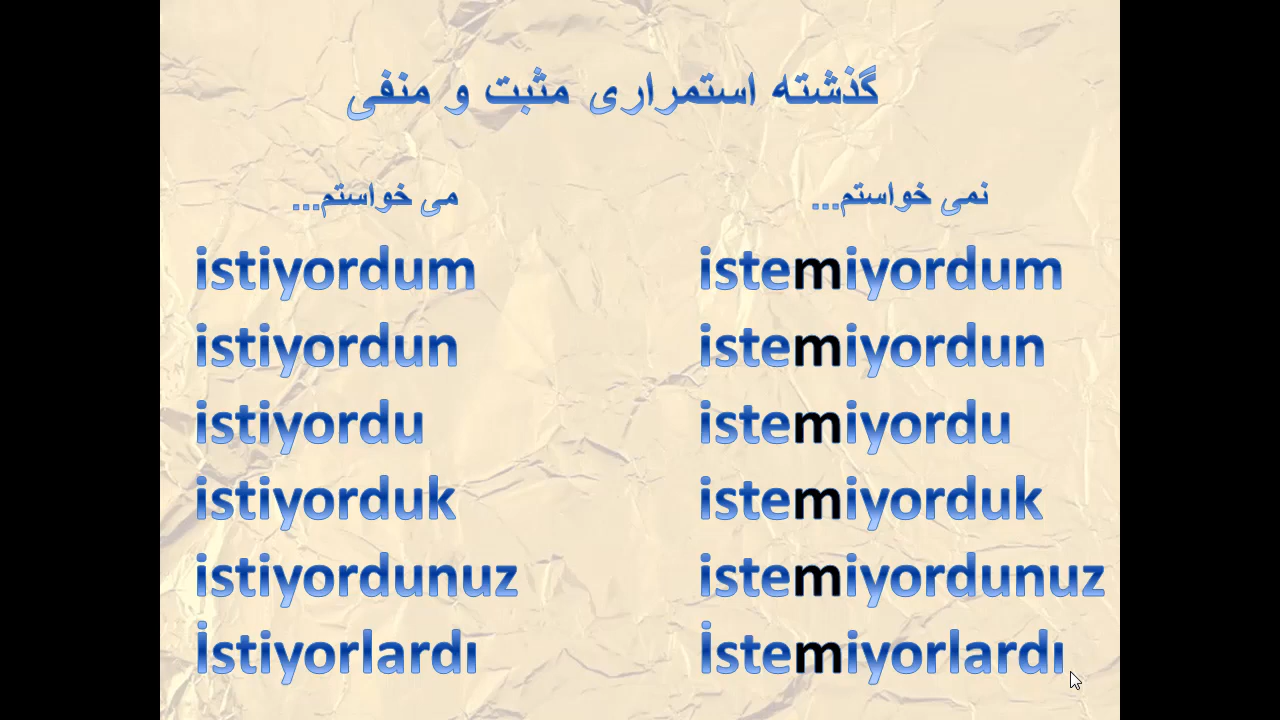 گذشته استمراری مثبت و منفی
می خواستم...
نمی خواستم...
istiyordum
istemiyordum
istiyordun
istemiyordun
istiyordu
istemiyordu
istiyorduk
istemiyorduk
istiyordunuz
istemiyordunuz
İstiyorlardı
İstemiyorlardı